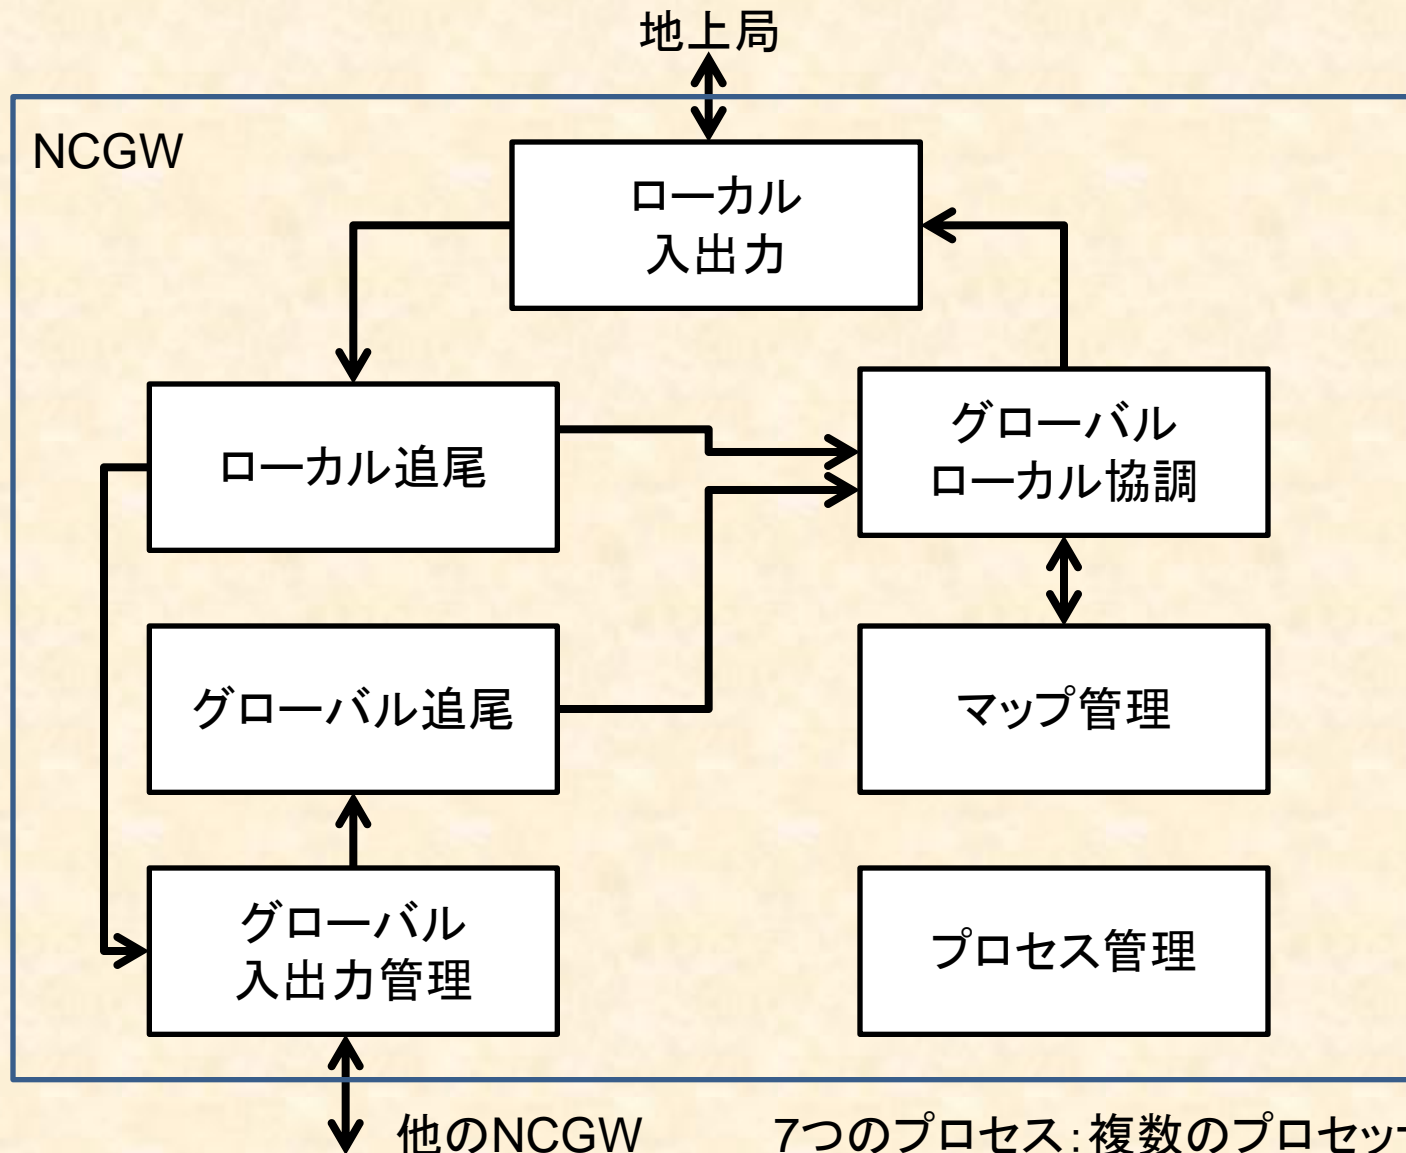 地上局
NCGW
ローカル
入出力
ローカル追尾
グローバル
ローカル協調
グローバル追尾
マップ管理
グローバル
入出力管理
プロセス管理
他のNCGW
7つのプロセス：複数のプロセッサ